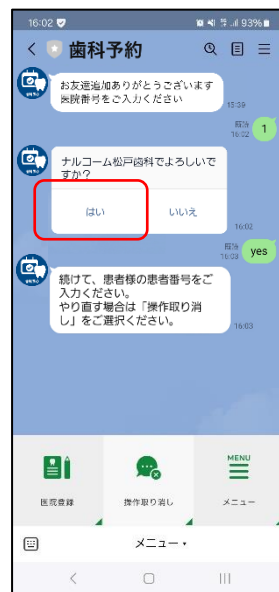 16:02
93%
歯科予約
お友達追加ありがとうございます
医院番号をご入力ください
15:59
既読
16:02
1
ナルコーム松戸歯科でよろしいで
すか？
はい
いいえ
16:02
既読
16:03
yes
続けて、患者様の患者番号をご
入力ください。
やり直す場合は「操作取り消
し」をご選択ください。
16:03
医院登録
操作取り消し
MENU
メニュー
メニュー